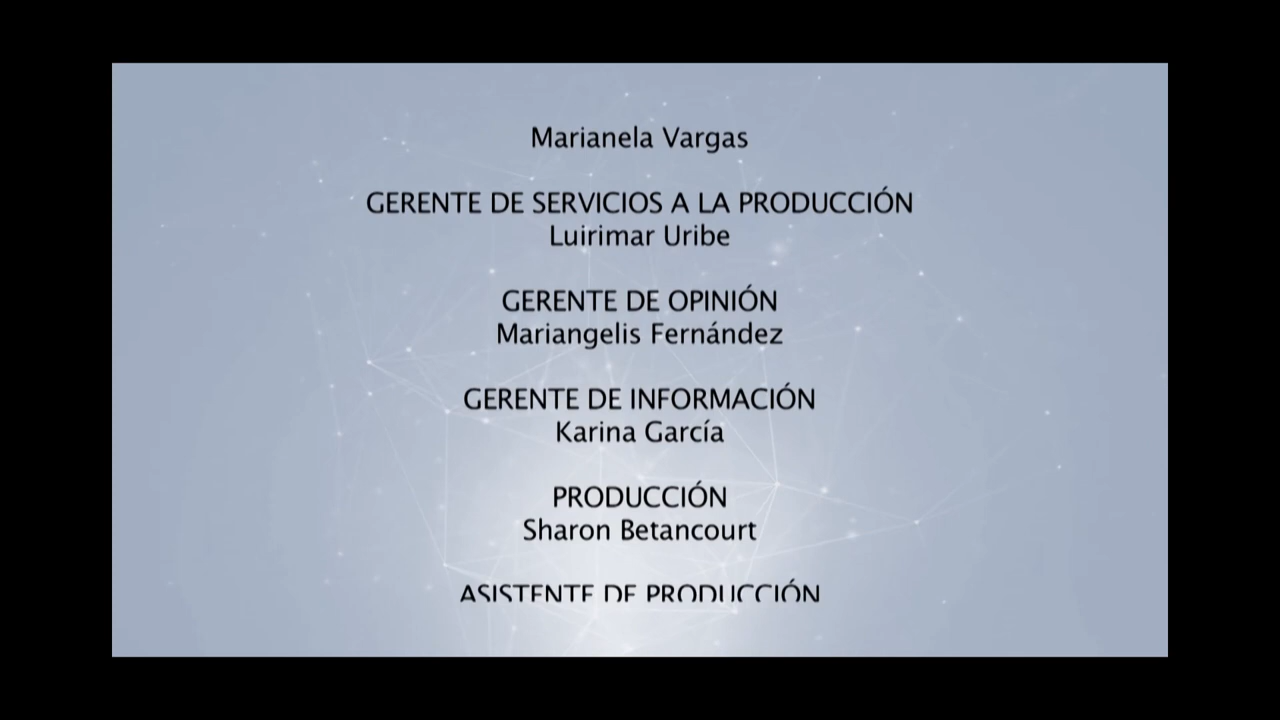 Marianela Vargas
GERENTE DE SERVICIOS A LA PRODUCCIÓN
Luirimar Uribe
GERENTE DE OPINIÓN
Mariangelis Fernández
GERENTE DE INFORMACIÓN
Karina García
PRODUCCIÓN
Sharon Betancourt
ASISTENTE DE PRODUCCIÓN